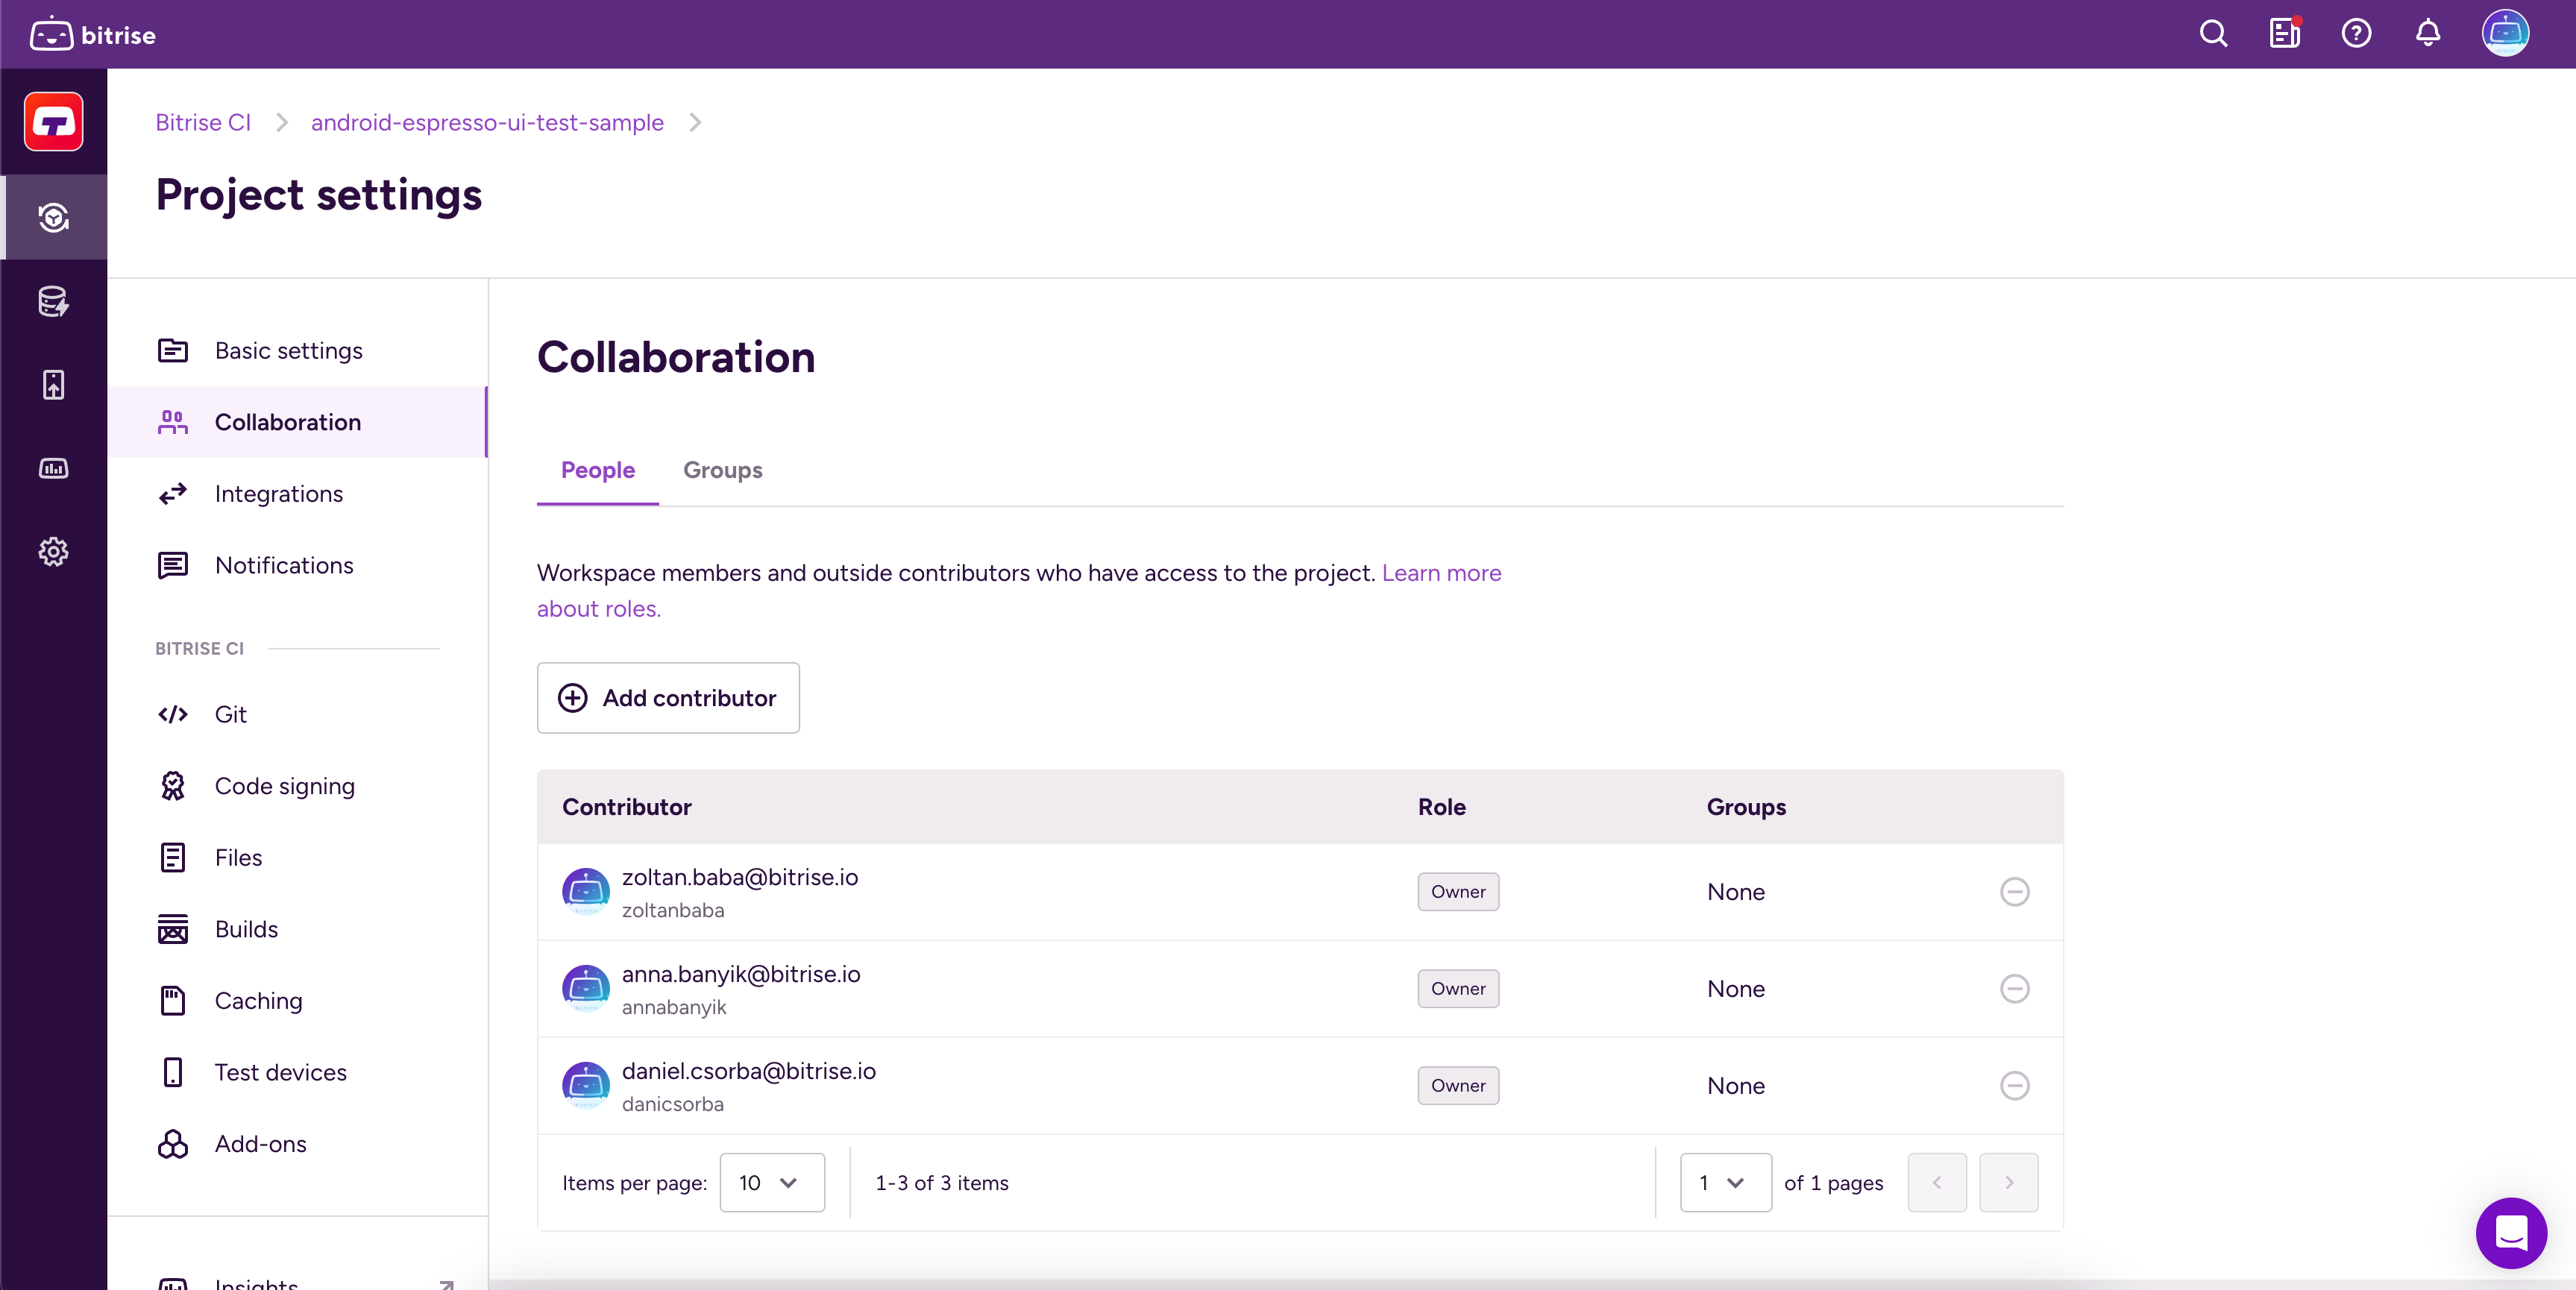 bitrise
Bitrise CI
android-espresso-ui-test-sample
Project settings
Basic settings
Collaboration
Integrations
Notifications
BITRISE CI
Git
Code signing
Files
Builds
Caching
Test devices
Add-ons
Insights
Collaboration
People Groups
Workspace members and outside contributors who have access to the project. Learn more
about roles.
Add contributor
Contributor Role Groups
zoltan.baba@bitrise.io
zoltanbaba
Owner None
anna.banyik@bitrise.io
annabanyik
Owner None
daniel.csorba@bitrise.io
danicsorba
Owner None
Items per page: 10 1-3 of 3 items 1 of 1 pages